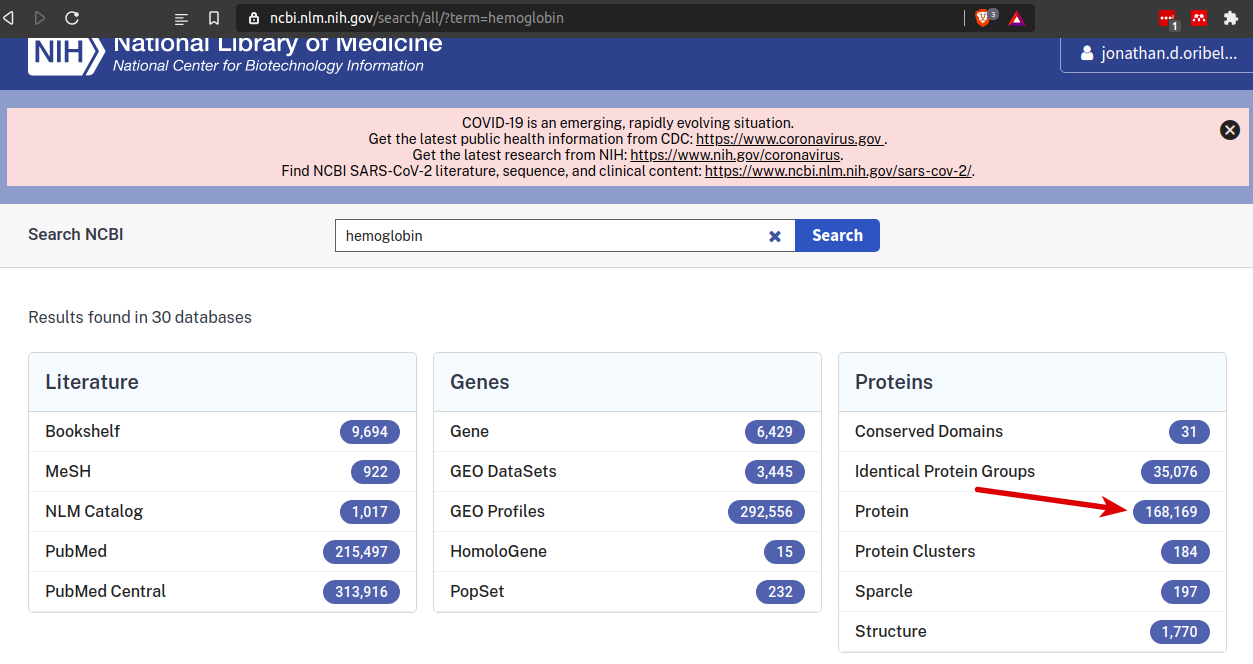 ncbi.nlm.nih.gov/search/all/?term=hemoglobin
3
1
NIH
National Library of Medicine
National Center for Biotechnology Information
jonathan.d.oribel...
COVID-19 is an emerging, rapidly evolving situation.
Get the latest public health information from CDC: https://www.coronavirus.gov .
Get the latest research from NIH: https://www.nih.gov/coronavirus.
Find NCBI SARS-CoV-2 literature, sequence, and clinical content: https://www.ncbi.nlm.nih.gov/sars-cov-2/.
Search NCBI
hemoglobin
Search
Results found in 30 databases
Literature
Bookshelf 9,694
MeSH 922
NLM Catalog 1,017
PubMed 215,497
PubMed Central 313,916
Genes
Gene 6,429
GEO DataSets 3,445
GEO Profiles 292,556
HomoloGene 15
PopSet 232
Proteins
Conserved Domains 31
Identical Protein Groups 35,076
Protein 168,169
Protein Clusters 184
Sparcle 197
Structure 1,770